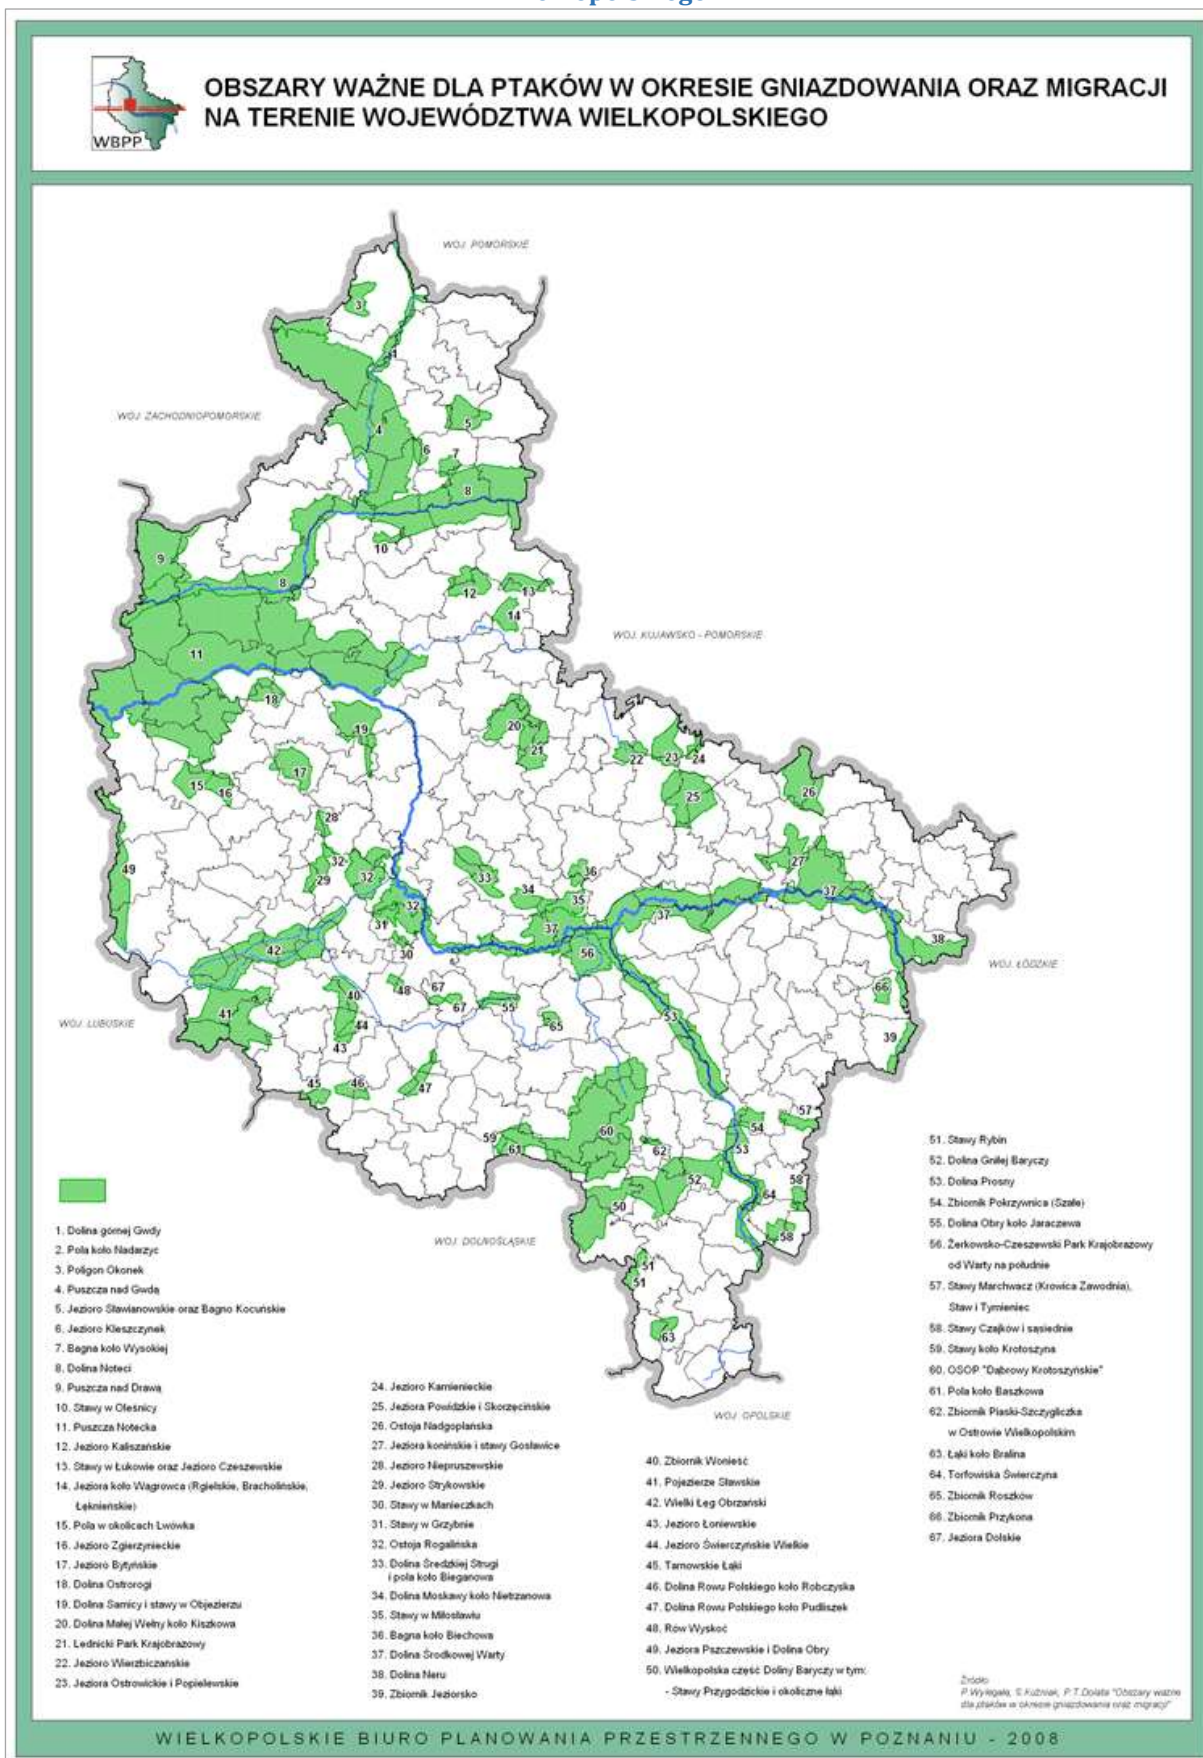 OBSZARY WAŻNE DLA PTAKÓW W OKRESIE GNIAZDOWANIA ORAZ MIGRACJI
NA TERENIE WOJEWÓDZTWA WIELKOPOLSKIEGO
WBPP
WOJ. POMORSKIE
WOJ. ZACHODNIOPOMORSKIE
WOJ. KUJAWSKO - POMORSKIE
WOJ. ŁÓDZKIE
WOJ. LUBUSKIE
WOJ. DOLNOŚLĄSKIE
WOJ. OPOLSKIE
1. Dolina górnej Gwdy
2. Pola koło Nadarzyc
3. Poligon Okonek
4. Puszcza nad Gwdą
5. Jezioro Sławianowskie oraz Bagno Kocuńskie
6. Jezioro Kleszczynek
7. Bagna koło Wysokiej
8. Dolina Noteci
9. Puszcza nad Drawą
10. Stawy w Oleśnicy
11. Puszcza Notecka
12. Jezioro Kaliszańskie
13. Stawy w Łukowie oraz Jezioro Czeszewskie
14. Jeziora koło Wągrowca (Rgielskie, Bracholińskie,
Łęknieńskie)
15. Pola w okolicach Lwówka
16. Jezioro Zgierzynieckie
17. Jezioro Bytyńskie
18. Dolina Ostrorogi
19. Dolina Samicy i stawy w Objezierzu
20. Dolina Małej Wełny koło Kiszkowa
21. Lednicki Park Krajobrazowy
22. Jezioro Wierzbiczańskie
23. Jeziora Ostrowickie i Popielewskie
24. Jezioro Kamienieckie
25. Jeziora Powidzkie i Skorzęcińskie
26. Ostoja Nadgoplańska
27. Jeziora konińskie i stawy Gosławice
28. Jezioro Niepruszewskie
29. Jezioro Strykowskie
30. Stawy w Manieczkach
31. Stawy w Grzybnie
32. Ostoja Rogalińska
33. Dolina Średzkiej Strugi
i pola koło Bieganowa
34. Dolina Moskawy koło Nietrzanowa
35. Stawy w Miłosławiu
36. Bagna koło Biechowa
37. Dolina Środkowej Warty
38. Dolina Neru
39. Zbiornik Jeziorsko
40. Zbiornik Wonieść
41. Pojezierze Sławskie
42. Wielki Łęg Obrzański
43. Jezioro Łoniewskie
44. Jezioro Świerczyńskie Wielkie
45. Tarnowskie Łąki
46. Dolina Rowu Polskiego koło Robczyska
47. Dolina Rowu Polskiego koło Pudliszek
48. Rów Wyskoć
49. Jeziora Pszczewskie i Dolina Obry
50. Wielkopolska część Doliny Baryczy w tym:
- Stawy Przygodzickie i okoliczne łąki
51. Stawy Rybin
52. Dolina Gniłej Baryczy
53. Dolina Prosny
54. Zbiornik Pokrzywnica (Szałe)
55. Dolina Obry koło Jaraczewa
56. Żerkowsko-Czeszewski Park Krajobrazowy
od Warty na południe
57. Stawy Marchwacz (Krowica Zawodnia),
Staw i Tymieniec
58. Stawy Czajków i sąsiednie
59. Stawy koło Krotoszyna
60. OSOP "Dąbrowy Krotoszyńskie"
61. Pola koło Baszkowa
62. Zbiornik Piaski-Szczygliczka
w Ostrowie Wielkopolskim
63. Łąki koło Bralina
64. Torfowiska Świerczyna
65. Zbiornik Roszków
66. Zbiornik Przykona
67. Jeziora Dolskie
Źródło
P. Wylegała, S. Kuźniak, P. T. Dolata "Obszary ważne
dla ptaków w okresie gniazdowania oraz migracji"
WIELKOPOLSKIE BIURO PLANOWANIA PRZESTRZENNEGO W POZNANIU - 2008